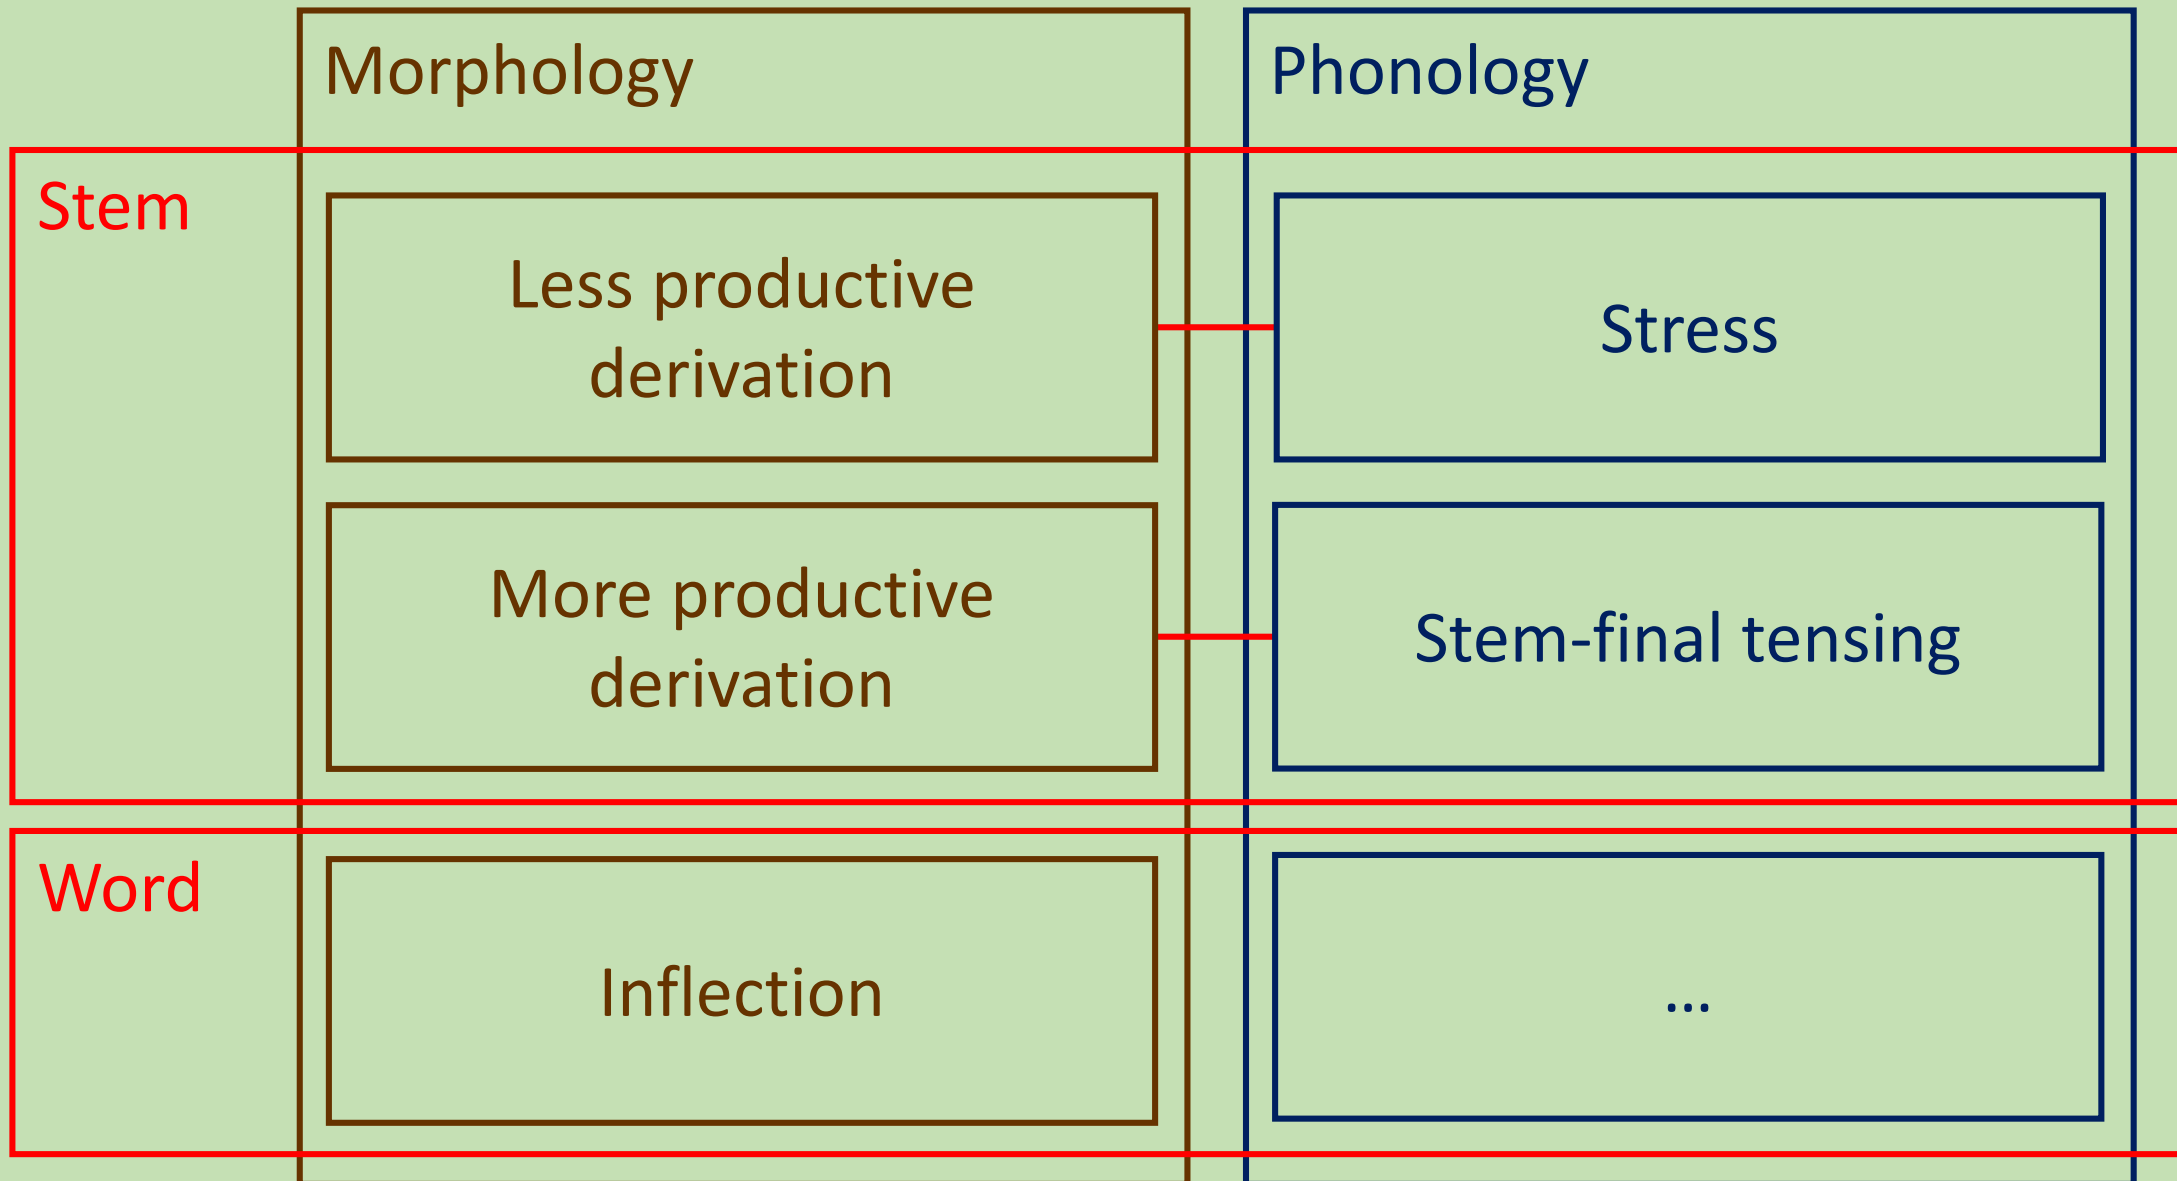 Morphology
Phonology
Stem
Less productive
derivation
Stress
More productive
derivation
Stem-final tensing
Word
Inflection
...